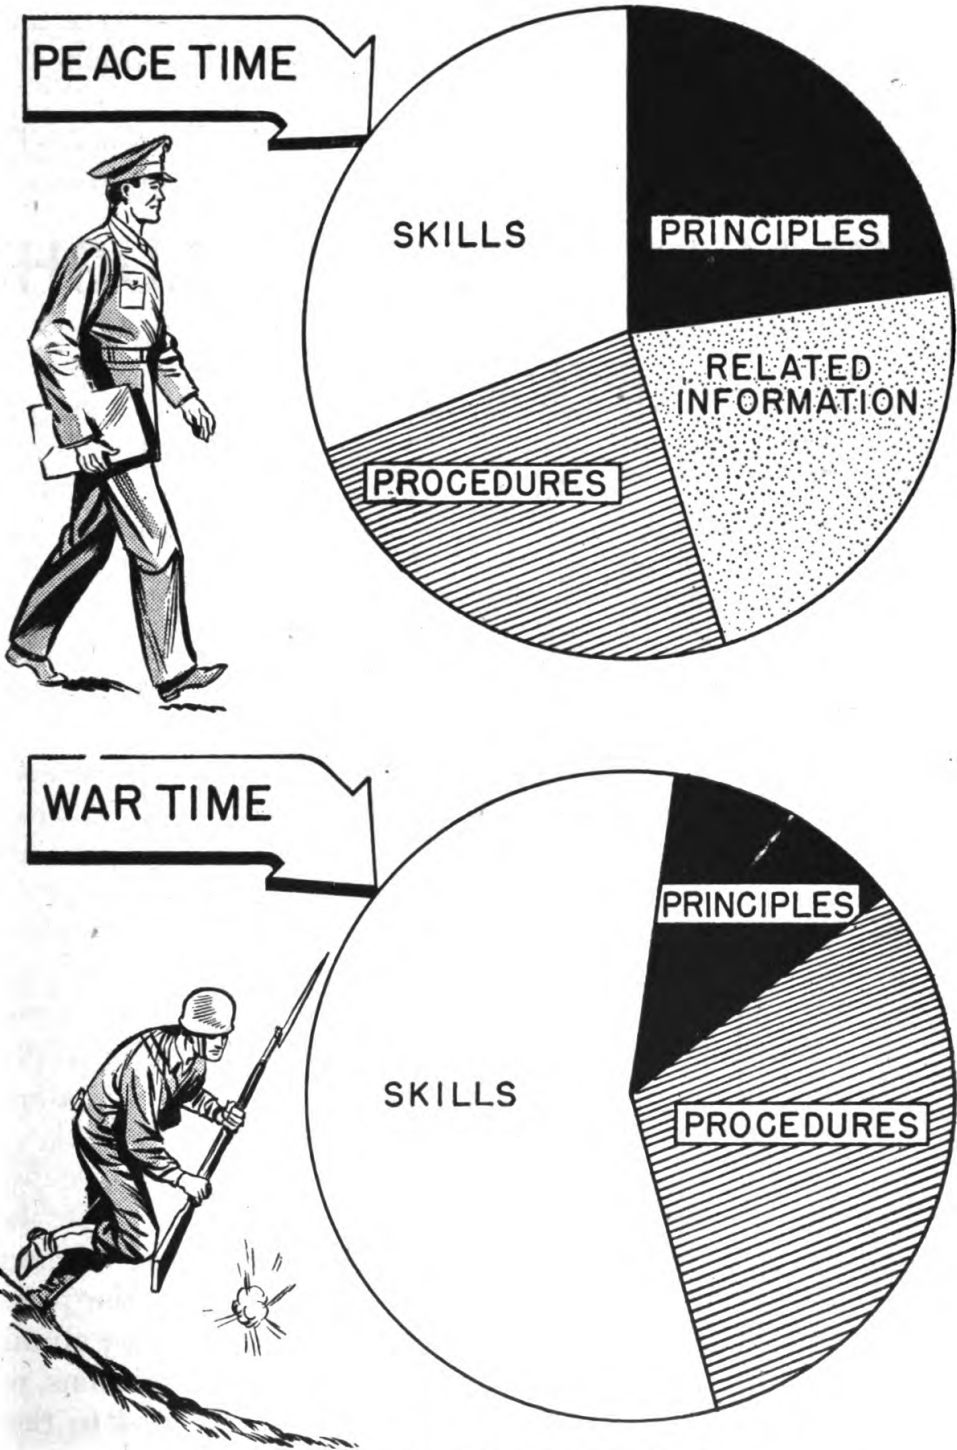 PEACE TIME
SKILLS
PRINCIPLES
RELATED
INFORMATION
PROCEDURES
WAR TIME
PRINCIPLES
SKILLS
PROCEDURES